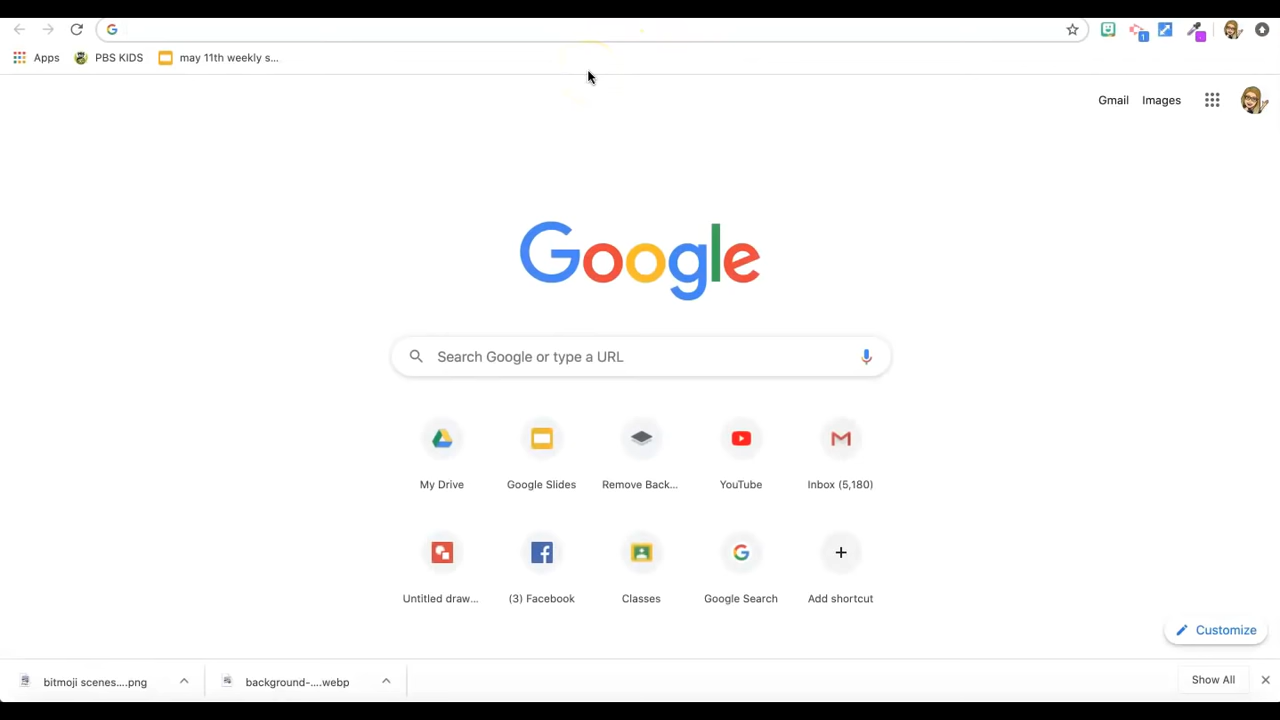 Apps PBS KIDS may 11th weekly s...
Gmail Images
Google
Search Google or type a URL
My Drive Google Slides Remove Back... YouTube Inbox (5,180)
Untitled draw... (3) Facebook Classes Google Search Add shortcut
Customize
bitmoji scenes....png background-....webp Show All